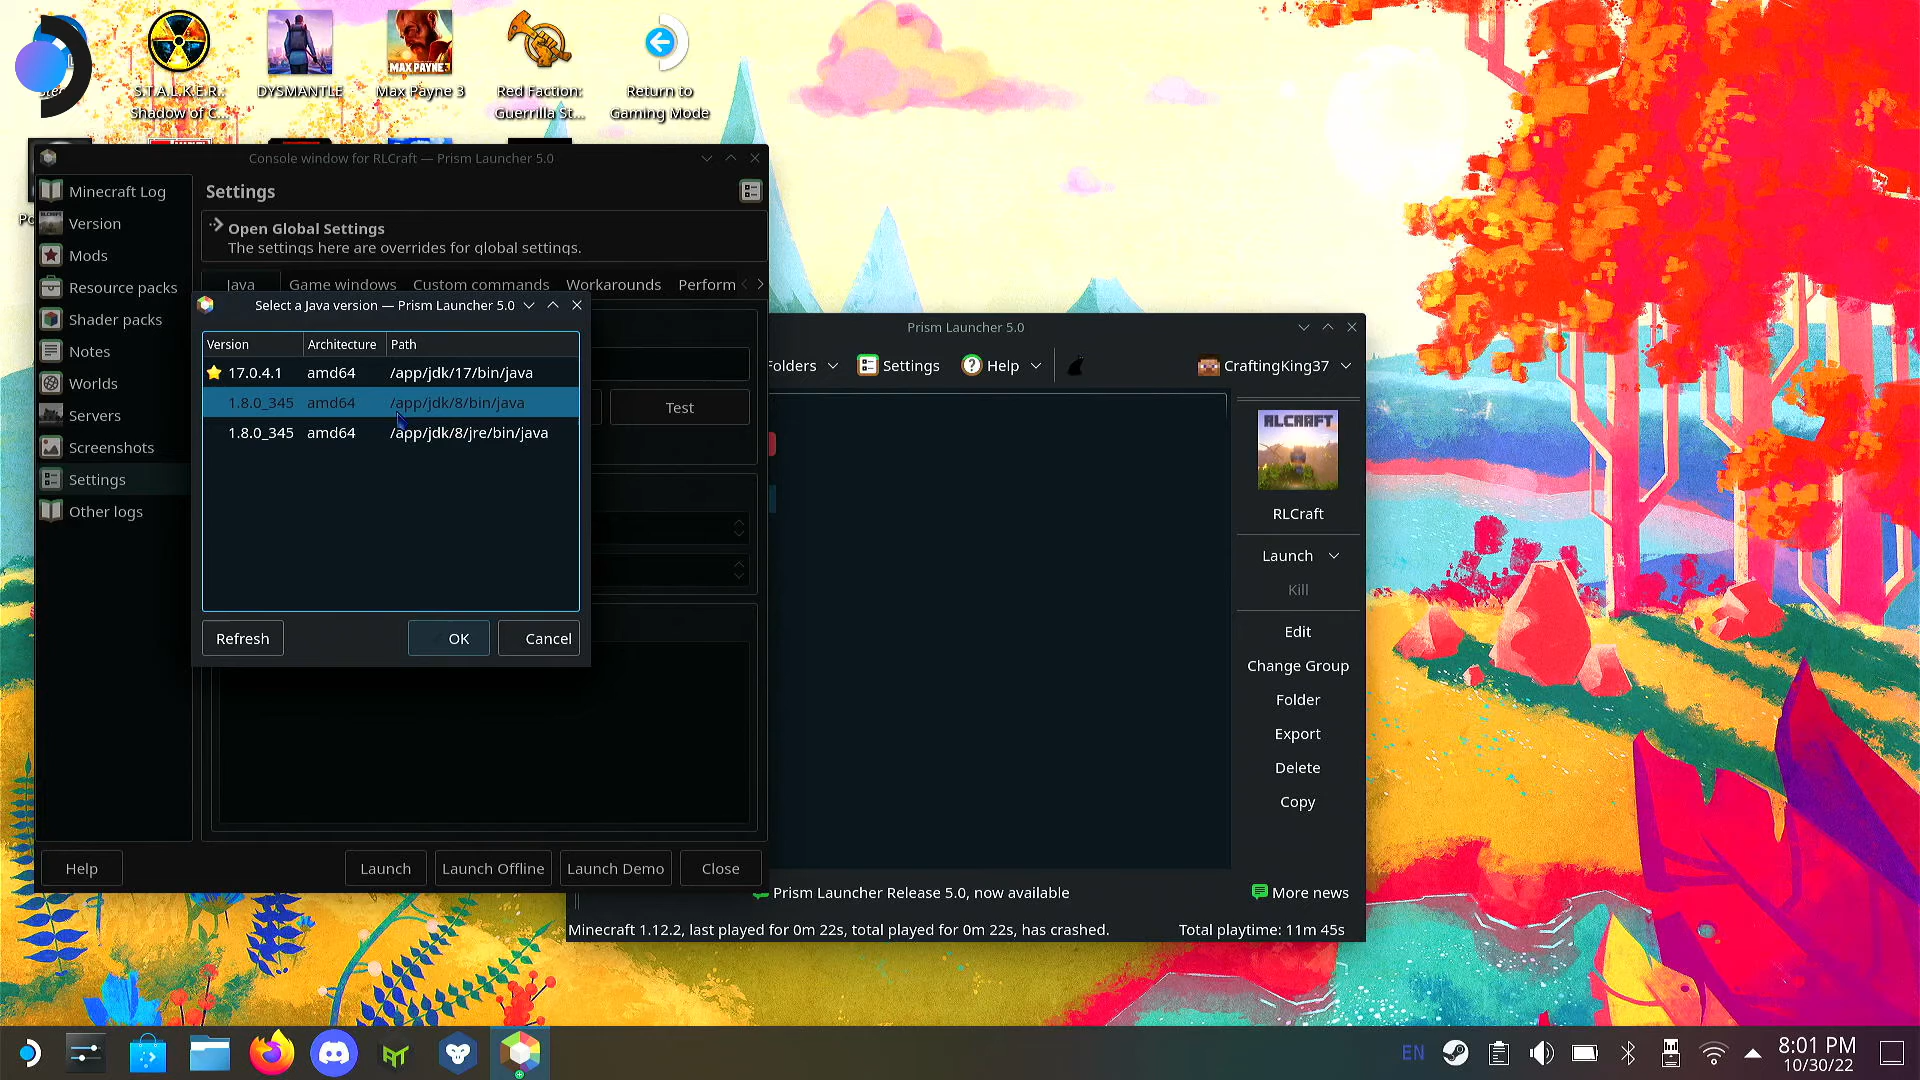 S.T.A.L.K.E.R.:
Shadow of C...
DYSMANTLE
MAX PAYNE 3
Max Payne 3
Red Faction:
Guerrilla St...
Return to
Gaming Mode
Console window for RLCraft — Prism Launcher 5.0
Minecraft Log
Version
Mods
Resource packs
Shader packs
Notes
Worlds
Servers
Screenshots
Settings
Other logs
Settings
Open Global Settings
The settings here are overrides for global settings.
Java
Game windows
Custom commands
Workarounds
Perform
Select a Java version — Prism Launcher 5.0
Version Architecture Path
17.0.4.1 amd64 /app/jdk/17/bin/java
1.8.0_345 amd64 /app/jdk/8/bin/java
1.8.0_345 amd64 /app/jdk/8/jre/bin/java
Refresh
OK
Cancel
Test
Help
Launch
Launch Offline
Launch Demo
Close
Prism Launcher 5.0
Folders
Settings
Help
CraftingKing37
RLCRAFT
RLCraft
Launch
Kill
Edit
Change Group
Folder
Export
Delete
Copy
Prism Launcher Release 5.0, now available
More news
Minecraft 1.12.2, last played for 0m 22s, total played for 0m 22s, has crashed.
Total playtime: 11m 45s
EN
8:01 PM
10/30/22